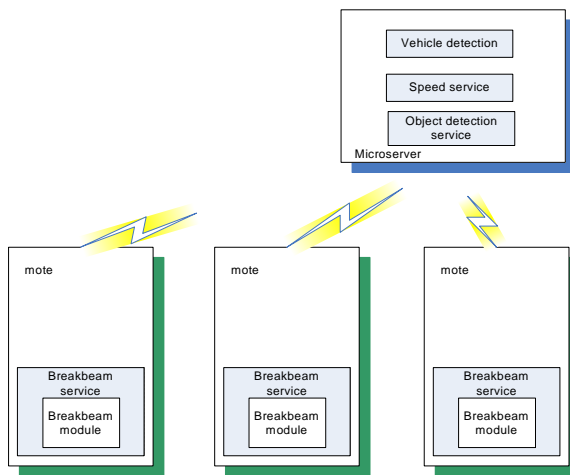 Vehicle detection
Speed service
Object detection
service
Microserver
mote
mote
mote
Breakbeam
service
Breakbeam
module
Breakbeam
service
Breakbeam
module
Breakbeam
service
Breakbeam
module